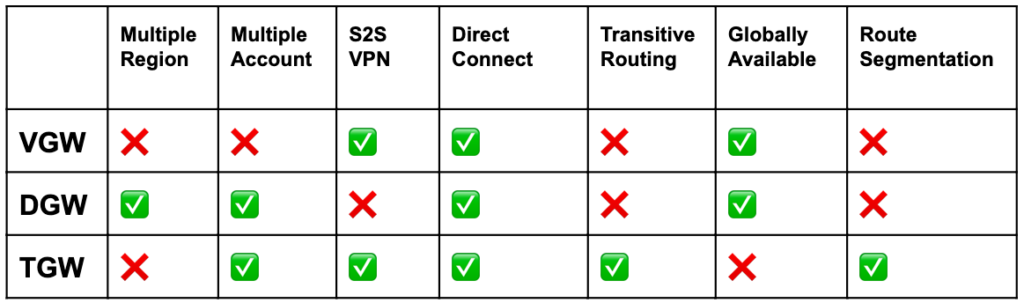 Multiple Region
Multiple Account
S2S VPN
Direct Connect
Transitive Routing
Globally Available
Route Segmentation
VGW ❌ ❌ ✅ ✅ ❌ ✅ ❌
DGW ✅ ✅ ❌ ✅ ❌ ✅ ❌
TGW ❌ ✅ ✅ ✅ ✅ ❌ ✅